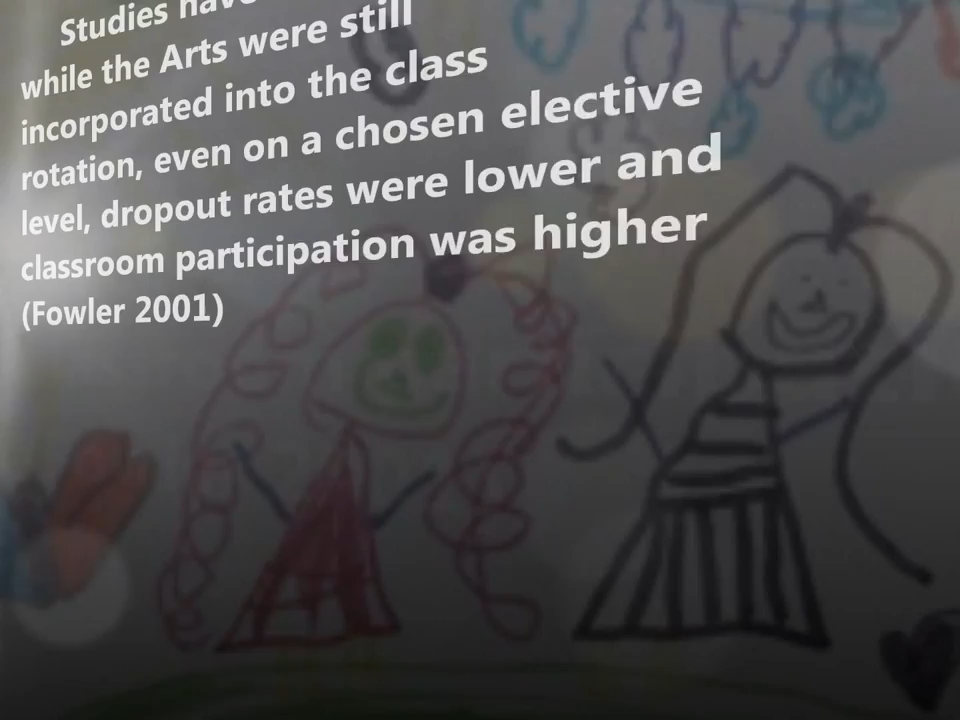 Studies have
while the Arts were still
incorporated into the class
rotation, even on a chosen elective
level, dropout rates were lower and
classroom participation was higher
(Fowler 2001)